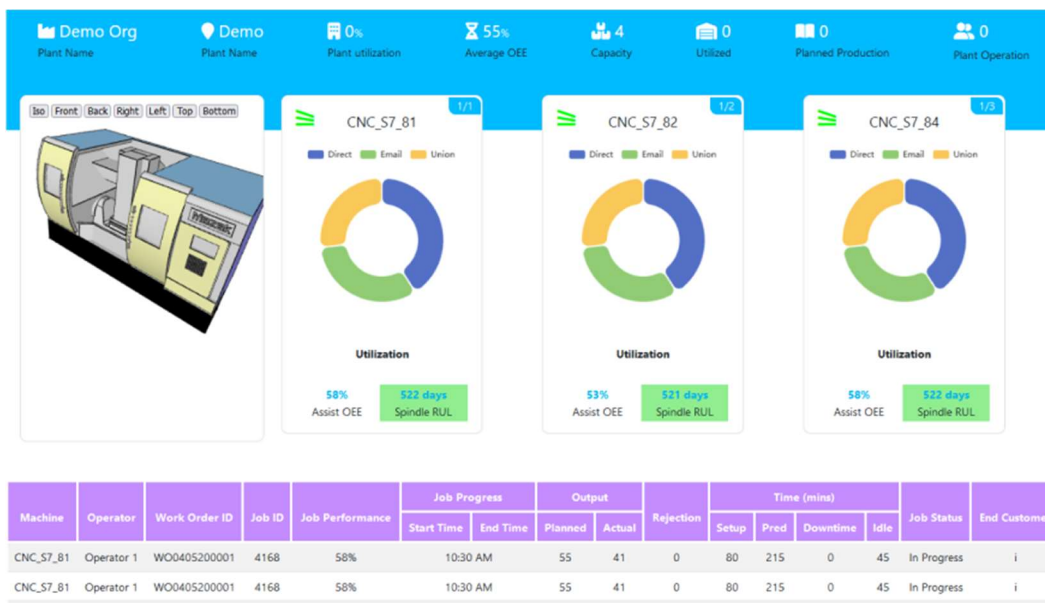 Demo Org
Plant Name
Demo
Plant Name
0%
Plant utilization
55%
Average OEE
4
Capacity
0
Utilized
0
Planned Production
0
Plant Operation
Iso Front Back Right Left Top Bottom
1/1
CNC_S7_81
Direct Email Union
Utilization
58%
Assist OEE
522 days
Spindle RUL
1/2
CNC_S7_82
Direct Email Union
Utilization
53%
Assist OEE
521 days
Spindle RUL
1/3
CNC_S7_84
Direct Email Union
Utilization
58%
Assist OEE
522 days
Spindle RUL
Job Progress Output Time (mins)
Machine Operator Work Order ID Job ID Job Performance Rejection Job Status End Custome
Start Time End Time Planned Actual Setup Pred Downtime Idle
CNC_S7_81 Operator 1 WO0405200001 4168 58% 10:30 AM 55 41 0 80 215 0 45 In Progress i
CNC_S7_81 Operator 1 WO0405200001 4168 58% 10:30 AM 55 41 0 80 215 0 45 In Progress i